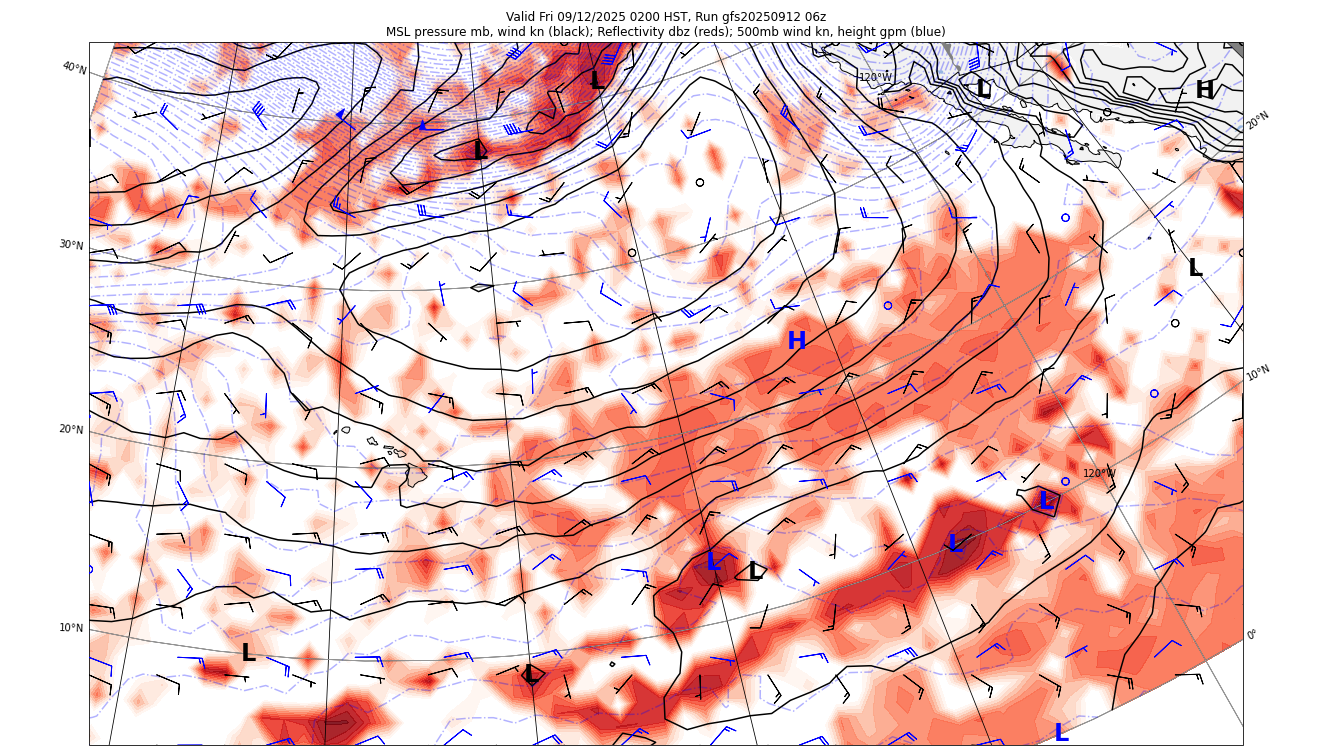 Valid Fri 09/12/2025 0200 HST, Run gfs20250912 06z
MSL pressure mb, wind kn (black); Reflectivity dbz (reds); 500mb wind kn, height gpm (blue)
40°N
120°W
L
L
H
20°N
L
30°N
L
H
10°N
20°N
120°W
L
L
L
L
10°N
0°
L
L
L